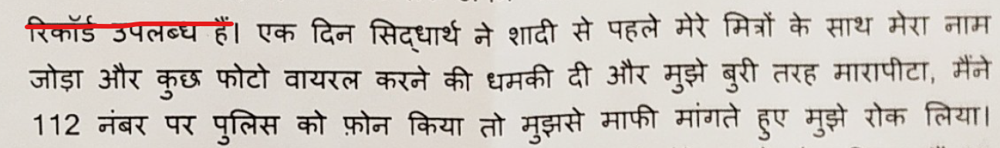 रिकॉर्ड उपलब्ध हैं। एक दिन सिद्धार्थ ने शादी से पहले मेरे मित्रों के साथ मेरा नाम
जोड़ा और कुछ फोटो वायरल करने की धमकी दी और मुझे बुरी तरह मारापीटा, मैंने
112 नंबर पर पुलिस को फ़ोन किया तो मुझसे माफी मांगते हुए मुझे रोक लिया।